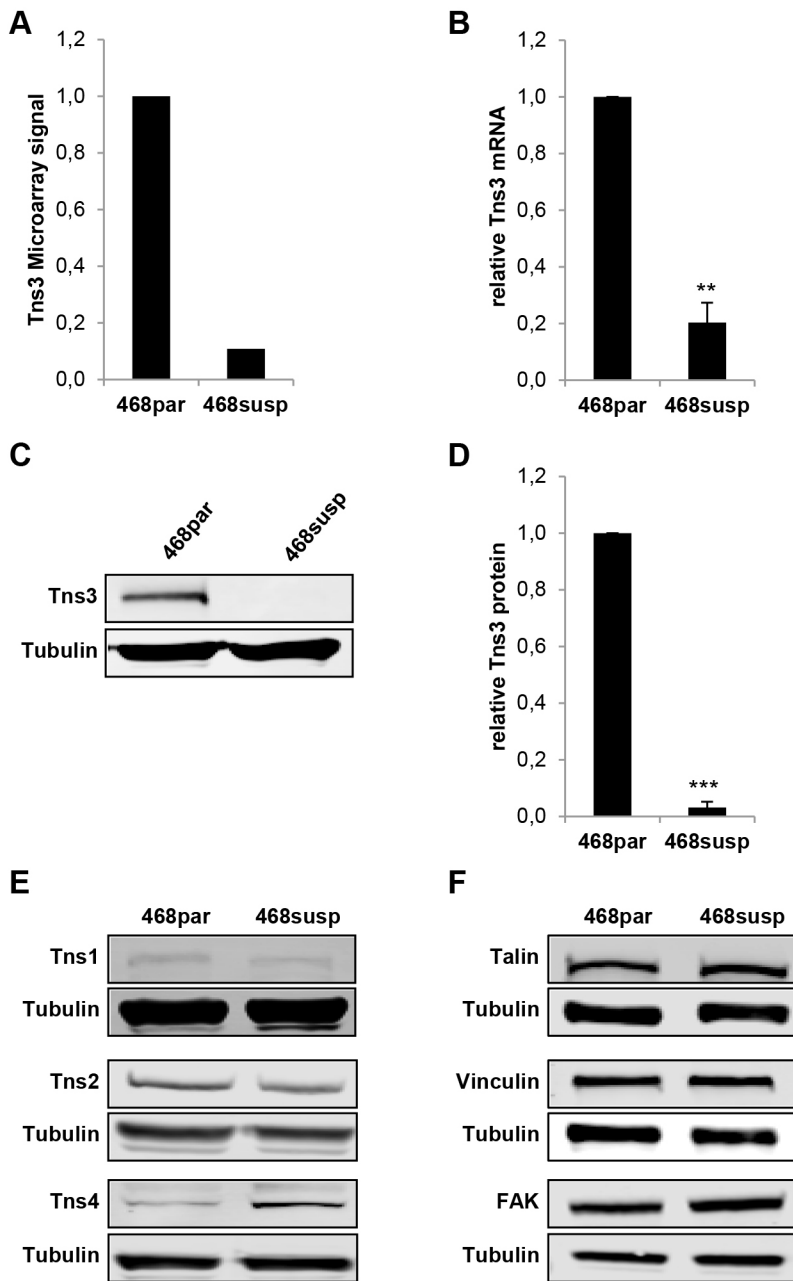 A
Tns3 Microarray signal
1,2
1,0
0,8
0,6
0,4
0,2
0,0
468par 468susp
B
relative Tns3 mRNA
1,2
1,0
0,8
0,6
0,4
0,2
0,0
**
468par 468susp
C
468par 468susp
Tns3
Tubulin
D
relative Tns3 protein
1,2
1,0
0,8
0,6
0,4
0,2
0,0
***
468par 468susp
E
468par 468susp
Tns1
Tubulin
Tns2
Tubulin
Tns4
Tubulin
F
468par 468susp
Talin
Tubulin
Vinculin
Tubulin
FAK
Tubulin